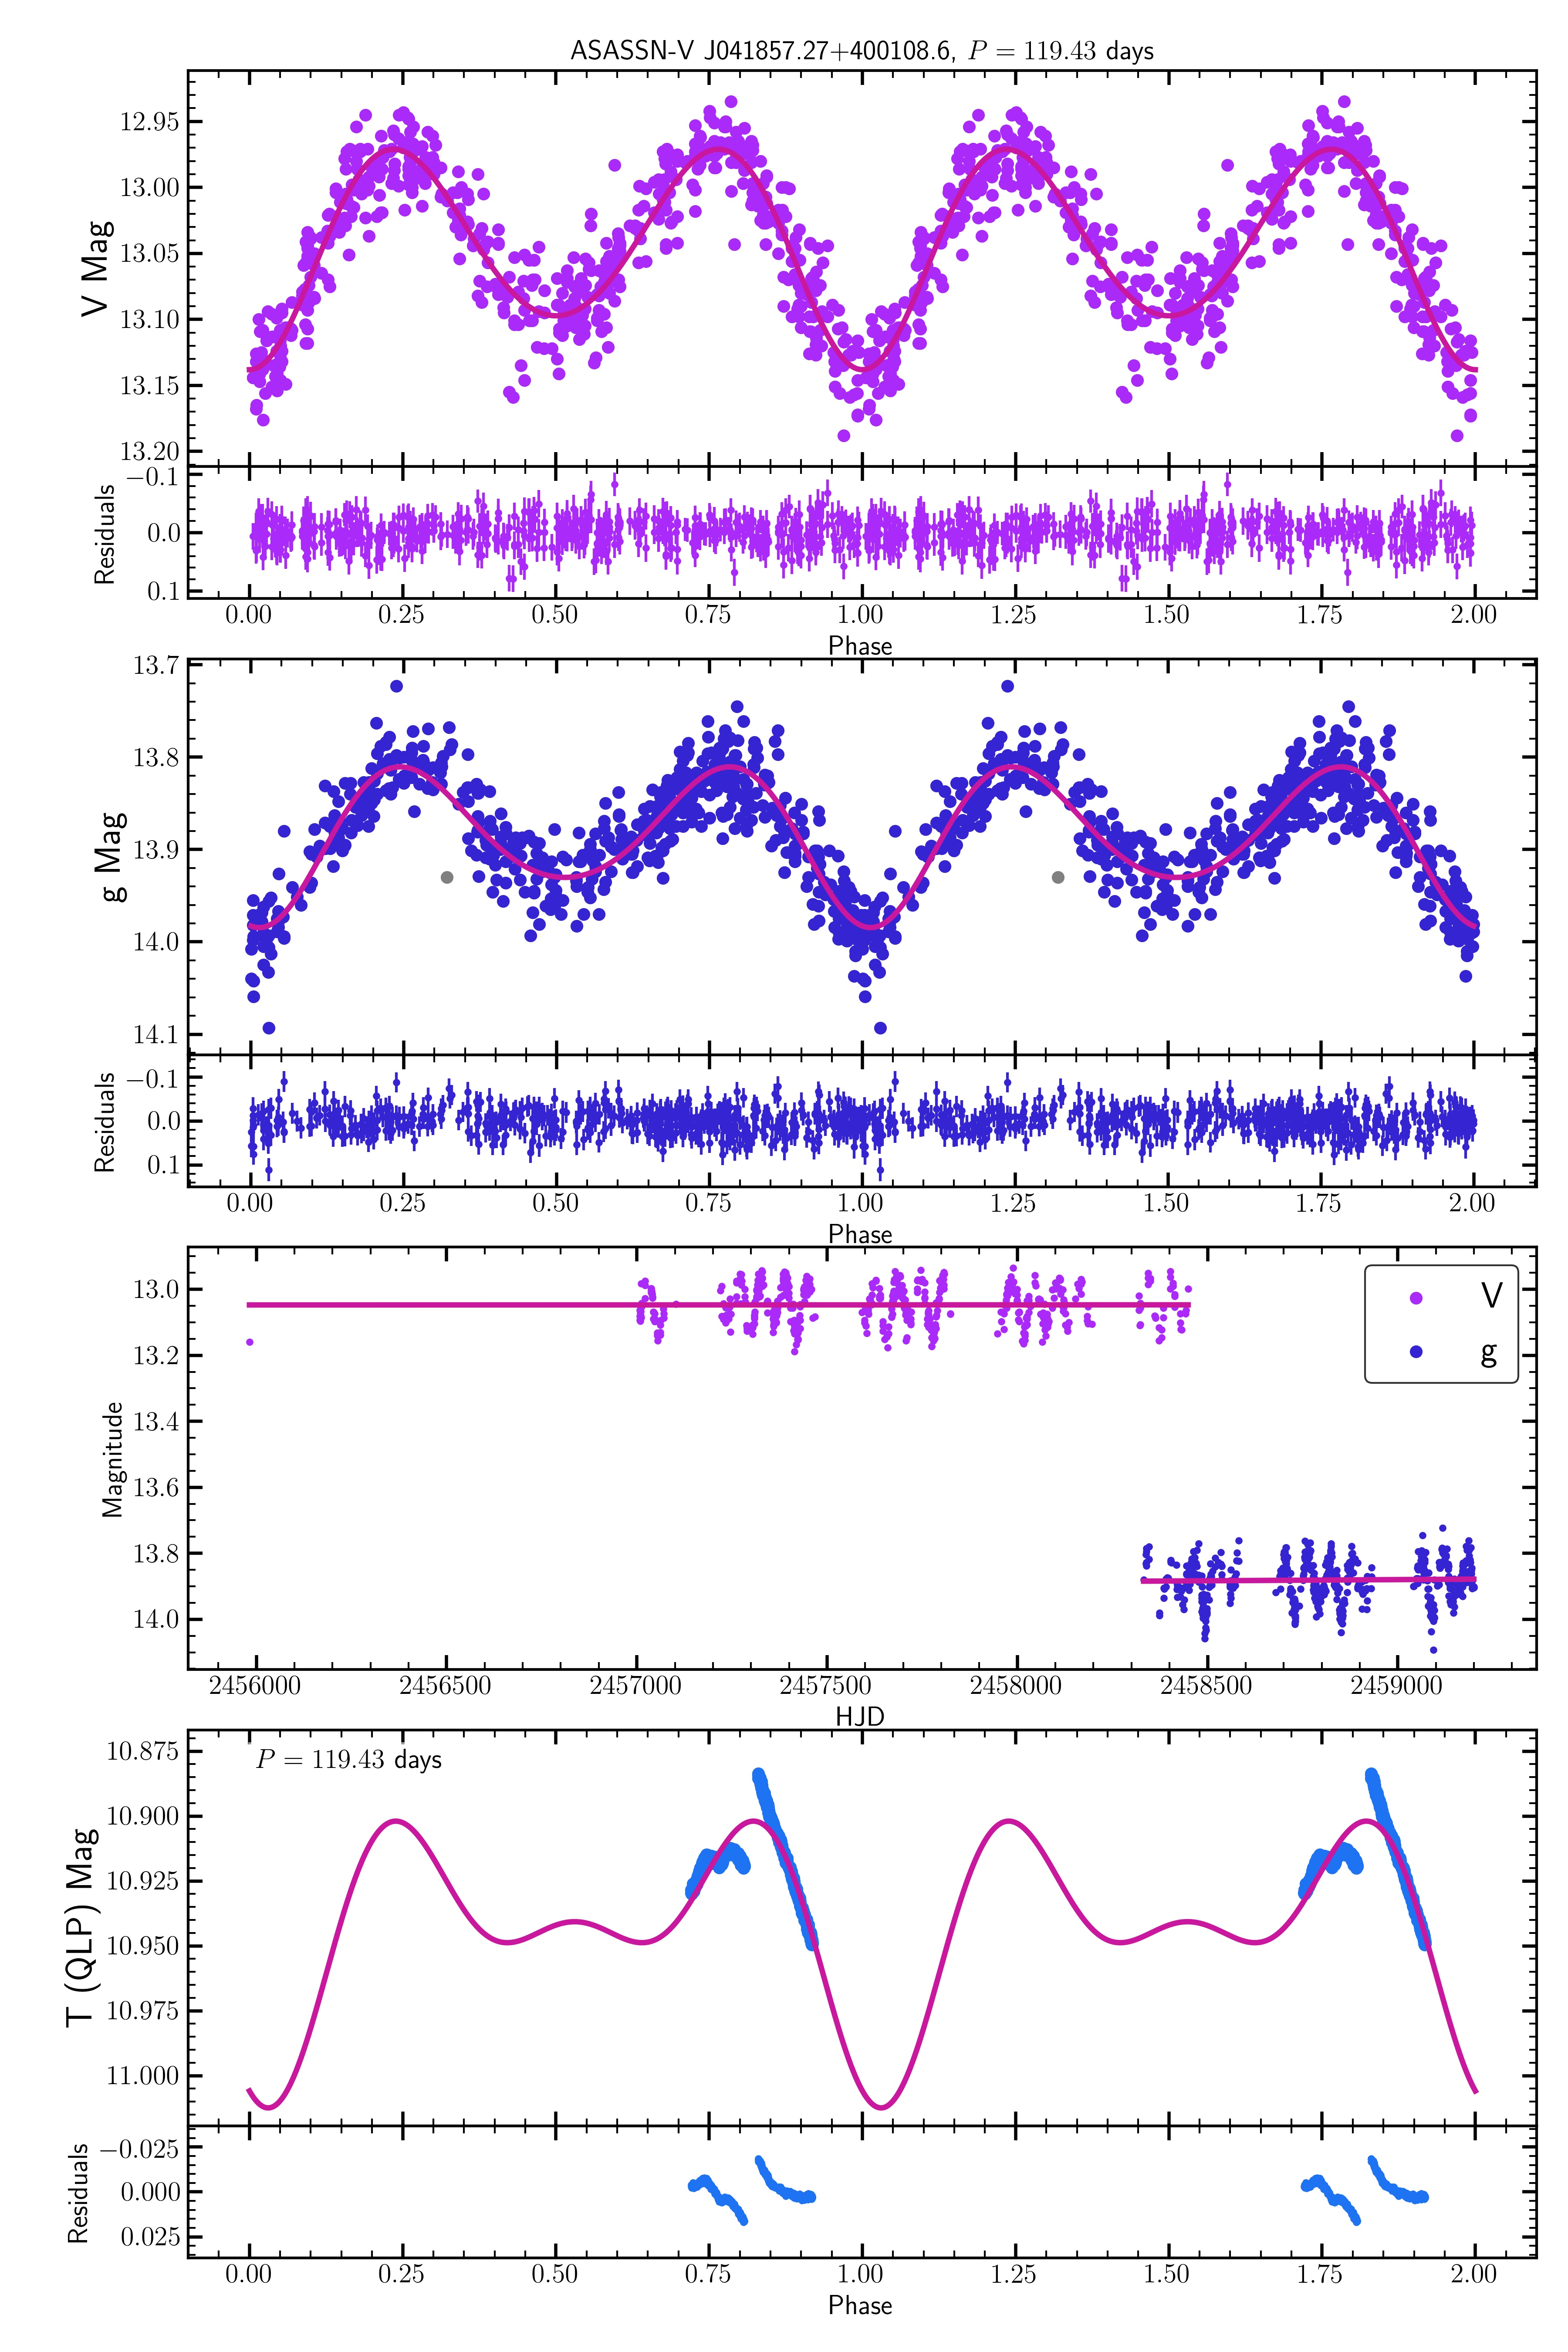 ASASSN-V J041857.27+400108.6, P = 119.43 days
V Mag
12.95
13.00
13.05
13.10
13.15
13.20
Residuals
−0.1
0.0
0.1
0.00 0.25 0.50 0.75 1.00 1.25 1.50 1.75 2.00
Phase
g Mag
13.7
13.8
13.9
14.0
14.1
Residuals
−0.1
0.0
0.1
0.00 0.25 0.50 0.75 1.00 1.25 1.50 1.75 2.00
Phase
Magnitude
13.0
13.2
13.4
13.6
13.8
14.0
V
g
2456000 2456500 2457000 2457500 2458000 2458500 2459000
HJD
P = 119.43 days
T (QLP) Mag
10.875
10.900
10.925
10.950
10.975
11.000
Residuals
−0.025
0.000
0.025
0.00 0.25 0.50 0.75 1.00 1.25 1.50 1.75 2.00
Phase